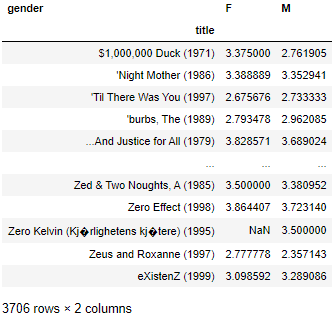 gender F M
title
$1,000,000 Duck (1971) 3.375000 2.761905
'Night Mother (1986) 3.388889 3.352941
'Til There Was You (1997) 2.675676 2.733333
'burbs, The (1989) 2.793478 2.962085
...And Justice for All (1979) 3.828571 3.689024
... ... ...
Zed & Two Noughts, A (1985) 3.500000 3.380952
Zero Effect (1998) 3.864407 3.723140
Zero Kelvin (Kj�rlighetens kj�tere) (1995) NaN 3.500000
Zeus and Roxanne (1997) 2.777778 2.357143
eXistenZ (1999) 3.098592 3.289086
3706 rows × 2 columns